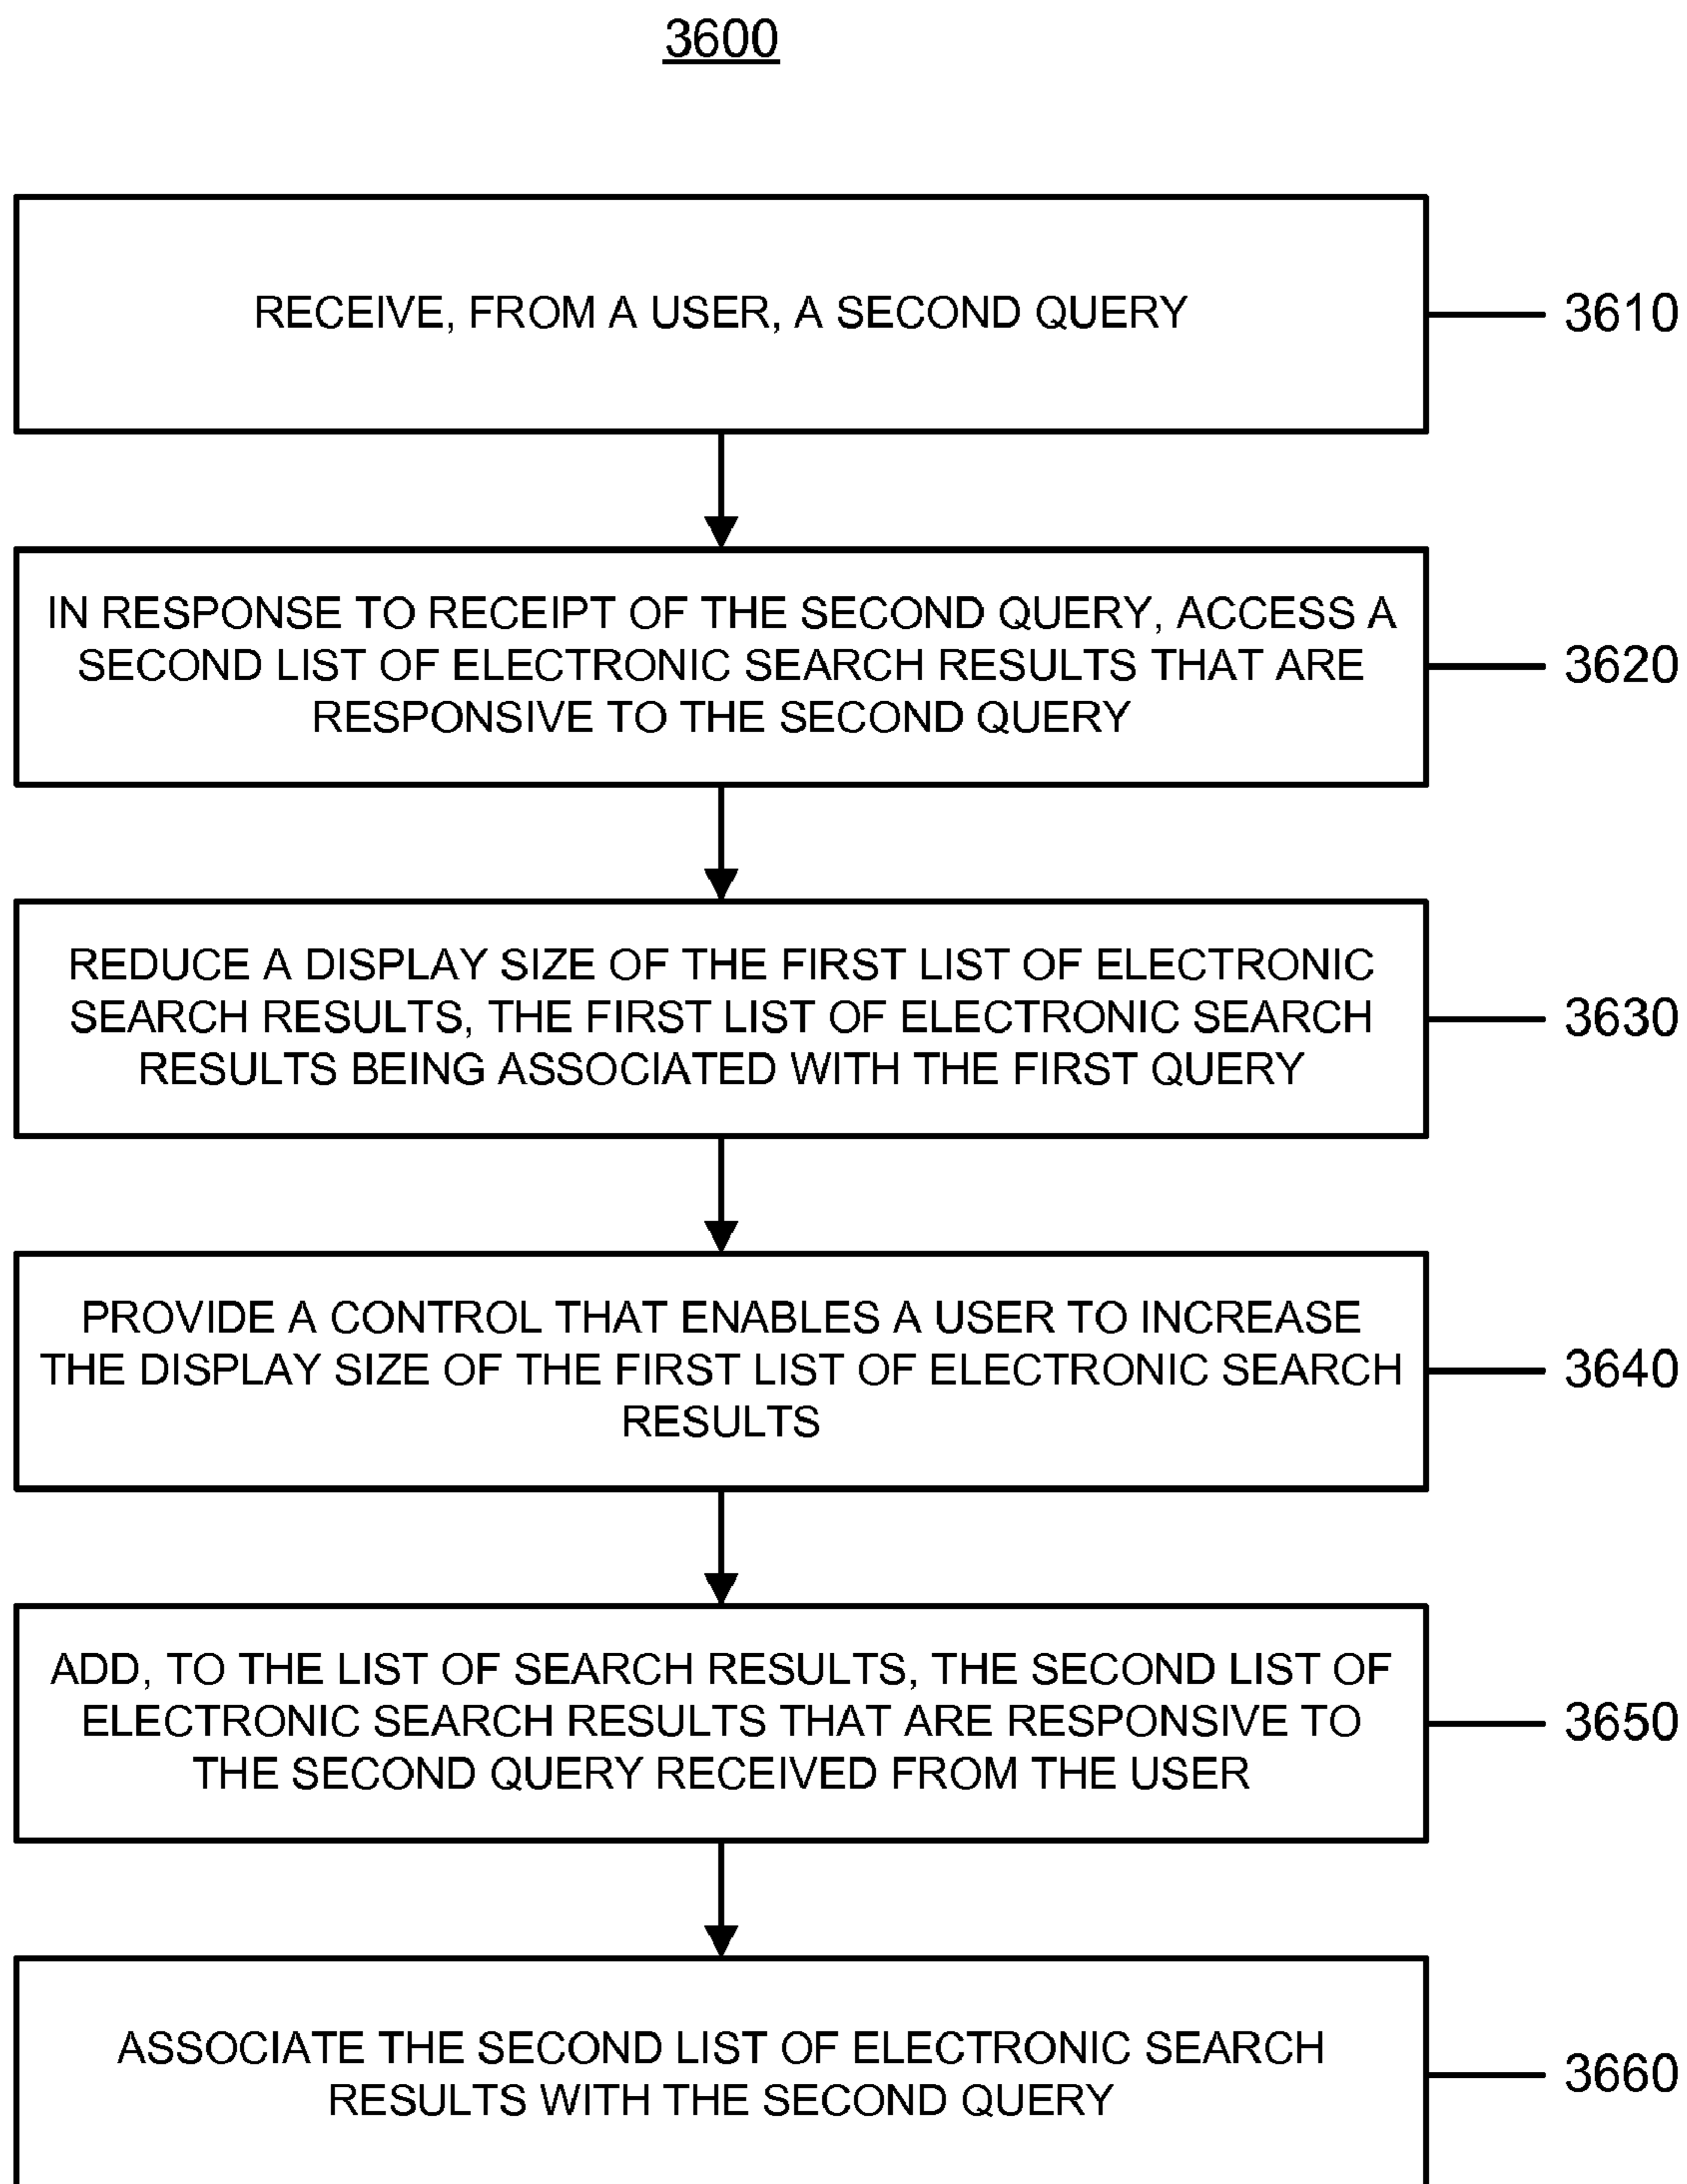 3600
RECEIVE, FROM A USER, A SECOND QUERY
3610
IN RESPONSE TO RECEIPT OF THE SECOND QUERY, ACCESS A
SECOND LIST OF ELECTRONIC SEARCH RESULTS THAT ARE
RESPONSIVE TO THE SECOND QUERY
3620
REDUCE A DISPLAY SIZE OF THE FIRST LIST OF ELECTRONIC
SEARCH RESULTS, THE FIRST LIST OF ELECTRONIC SEARCH
RESULTS BEING ASSOCIATED WITH THE FIRST QUERY
3630
PROVIDE A CONTROL THAT ENABLES A USER TO INCREASE
THE DISPLAY SIZE OF THE FIRST LIST OF ELECTRONIC SEARCH
RESULTS
3640
ADD, TO THE LIST OF SEARCH RESULTS, THE SECOND LIST OF
ELECTRONIC SEARCH RESULTS THAT ARE RESPONSIVE TO
THE SECOND QUERY RECEIVED FROM THE USER
3650
ASSOCIATE THE SECOND LIST OF ELECTRONIC SEARCH
RESULTS WITH THE SECOND QUERY
3660